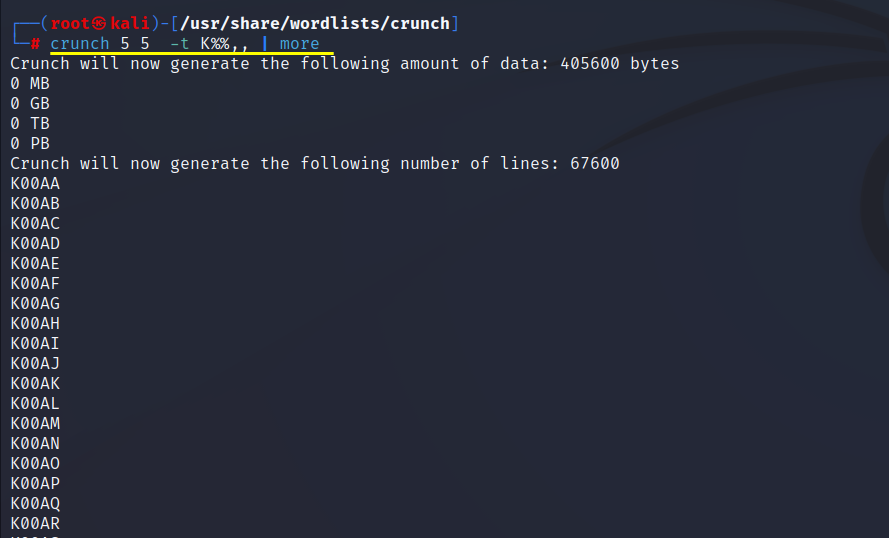 ┌──(root㉿kali)-[/usr/share/wordlists/crunch]
└─# crunch 5 5  -t K%%,, | more
Crunch will now generate the following amount of data: 405600 bytes
0 MB
0 GB
0 TB
0 PB
Crunch will now generate the following number of lines: 67600
K00AA
K00AB
K00AC
K00AD
K00AE
K00AF
K00AG
K00AH
K00AI
K00AJ
K00AK
K00AL
K00AM
K00AN
K00AO
K00AP
K00AQ
K00AR